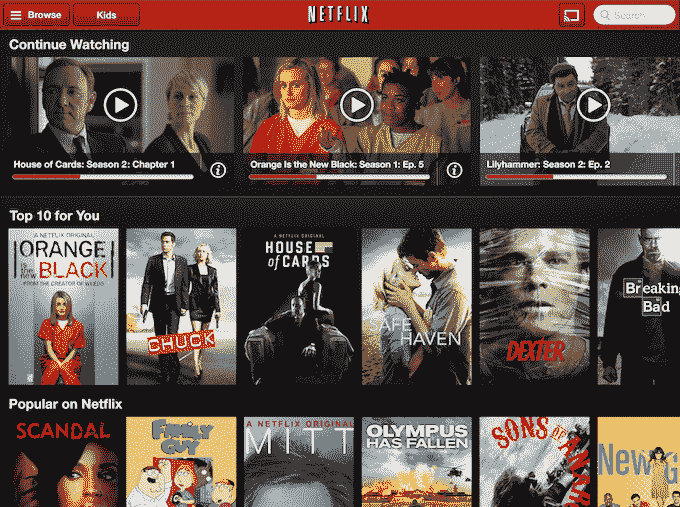 Browse
Kids
NETFLIX
Search
Continue Watching
House of Cards: Season 2: Chapter 1
Orange Is the New Black: Season 1: Ep. 5
Lilyhammer: Season 2: Ep. 2
Top 10 for You
A NETFLIX ORIGINAL
ORANGE
is the new BLACK
FROM THE CREATOR OF WEEDS
CHUCK
A NETFLIX ORIGINAL
HOUSE
of CARDS
SAFE
HAVEN
DEXTER
Breaking
Bad
Popular on Netflix
SCANDAL
FAMILY
GUY
A NETFLIX ORIGINAL
MITT
OLYMPUS
HAS FALLEN
SONS OF
New G